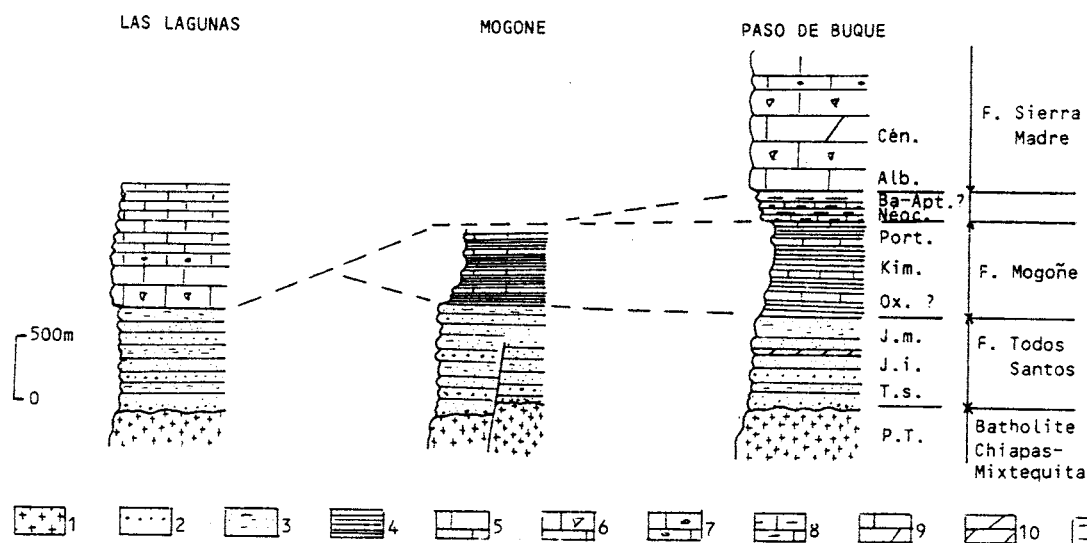 LAS LAGUNAS
MOGONE
PASO DE BUQUE
Cén.
Alb.
Ba-Apt.?
Néoc.
Port.
Kim.
Ox. ?
J.m.
J.i.
T.s.
P.T.
F. Sierra
Madre
F. Mogoñe
F. Todos
Santos
Batholite
Chiapas-
Mixtequita
500m
0
1 2 3 4 5 6 7 8 9 10